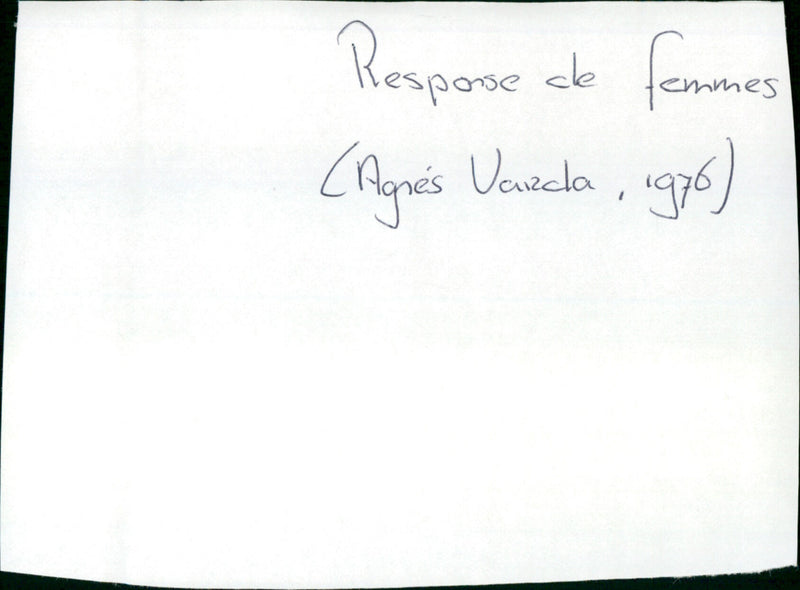 Response de femmes
(Agnés Varda, 1976)